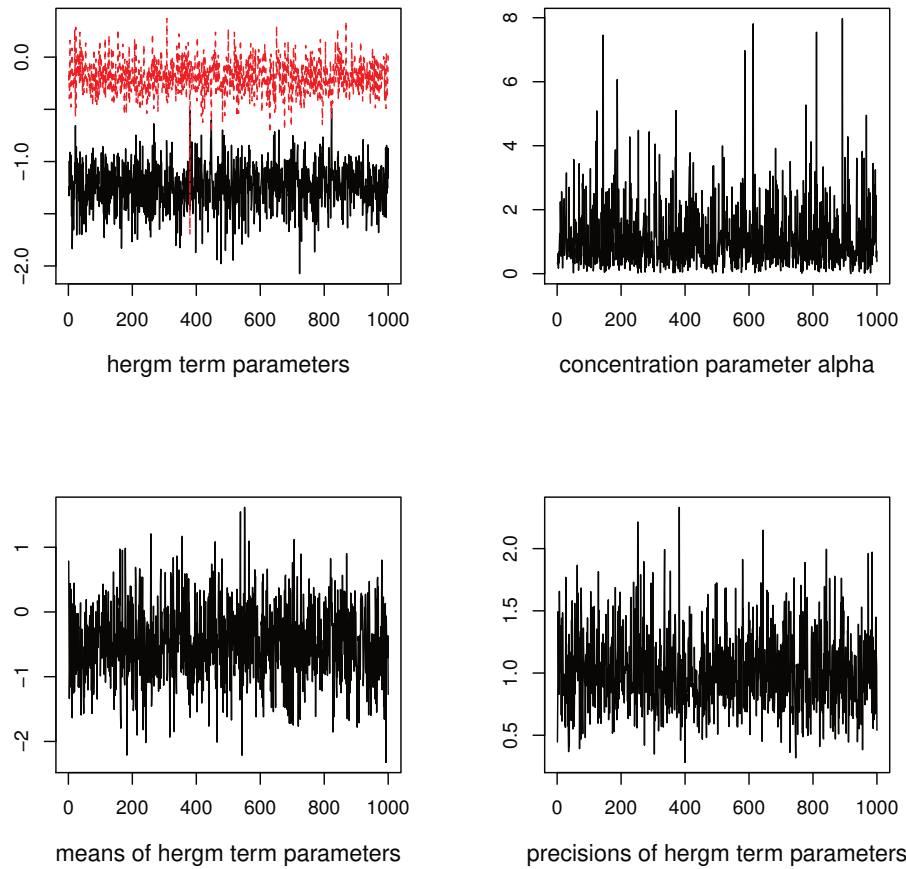 0.0
-1.0
-2.0
0 200 400 600 800 1000
hergm term parameters
8
6
4
2
0
0 200 400 600 800 1000
concentration parameter alpha
1
0
-1
-2
0 200 400 600 800 1000
means of hergm term parameters
2.0
1.5
1.0
0.5
0 200 400 600 800 1000
precisions of hergm term parameters